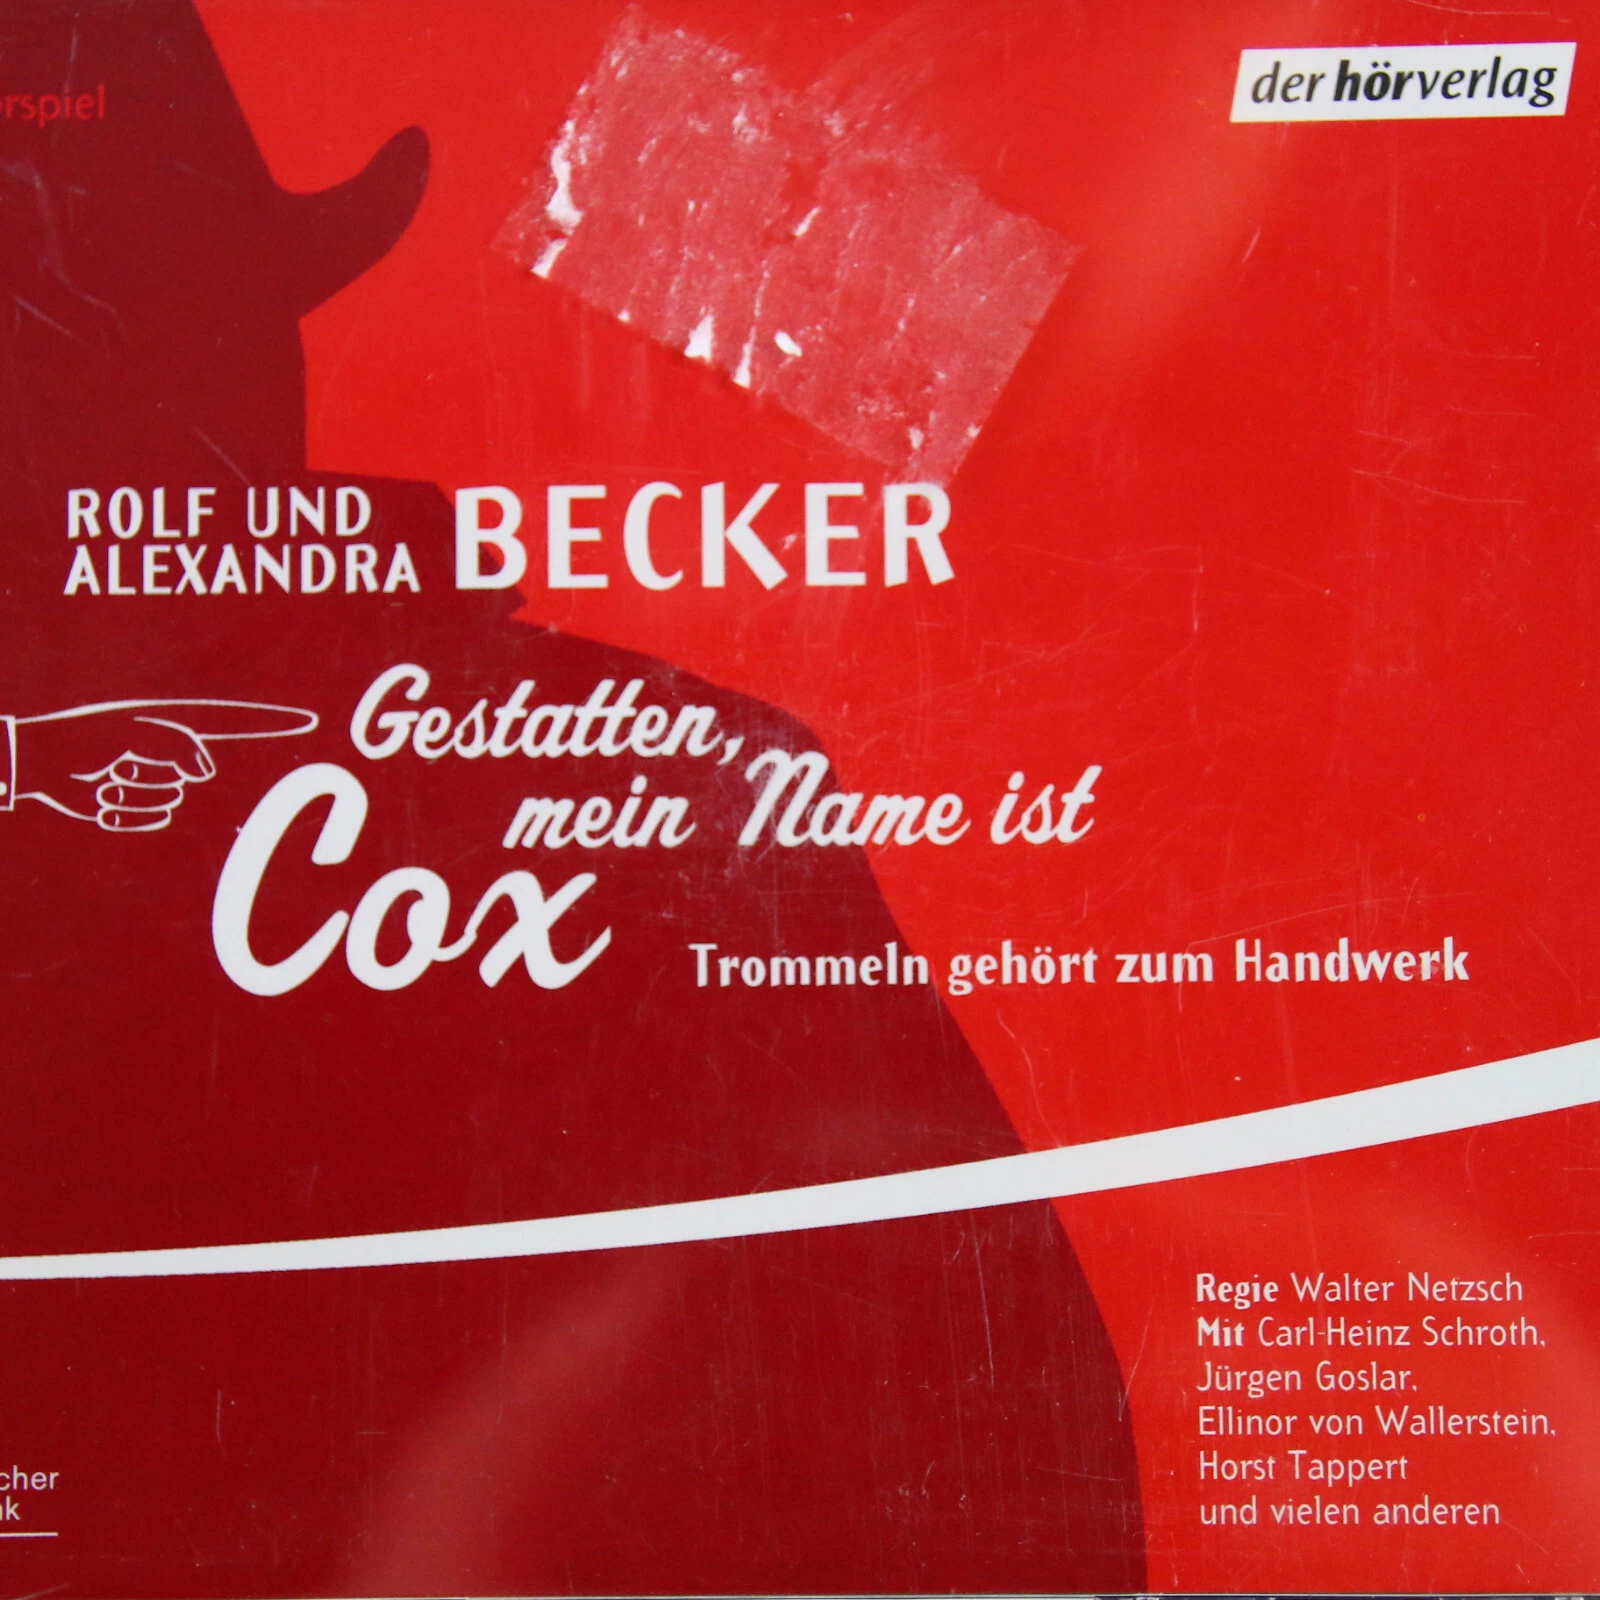 der hörverlag
rspiel
ROLF UND
ALEXANDRA
BECKER
Gestatten,
mein Name ist
Cox
Trommeln gehört zum Handwerk
Regie Walter Netzsch
Mit Carl-Heinz Schroth,
Jürgen Goslar,
Ellinor von Wallerstein,
Horst Tappert
und vielen anderen
cher